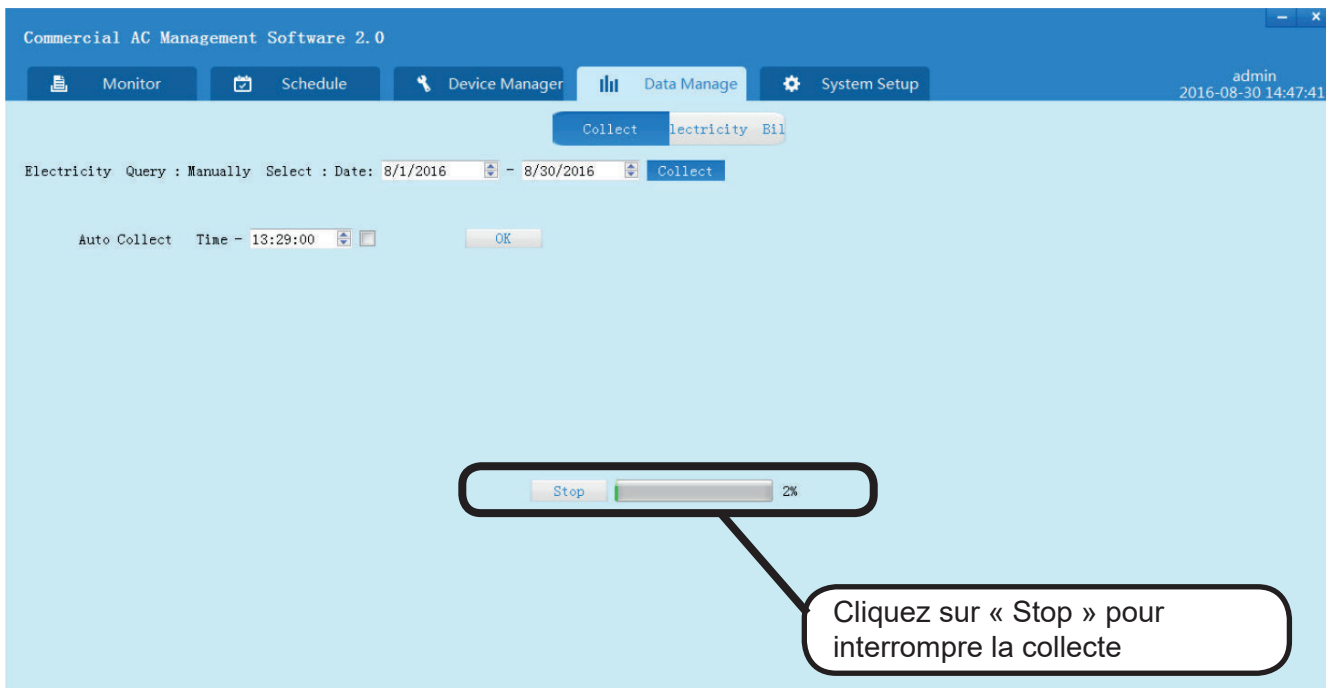 Commercial AC Management Software 2.0
Monitor Schedule Device Manager Data Manage System Setup
admin
2016-08-30 14:47:41
Collect lectricity Bil
Electricity Query : Manually Select : Date: 8/1/2016 - 8/30/2016 Collect
Auto Collect Time - 13:29:00 OK
Stop 2%
Cliquez sur « Stop » pour
interrompre la collecte